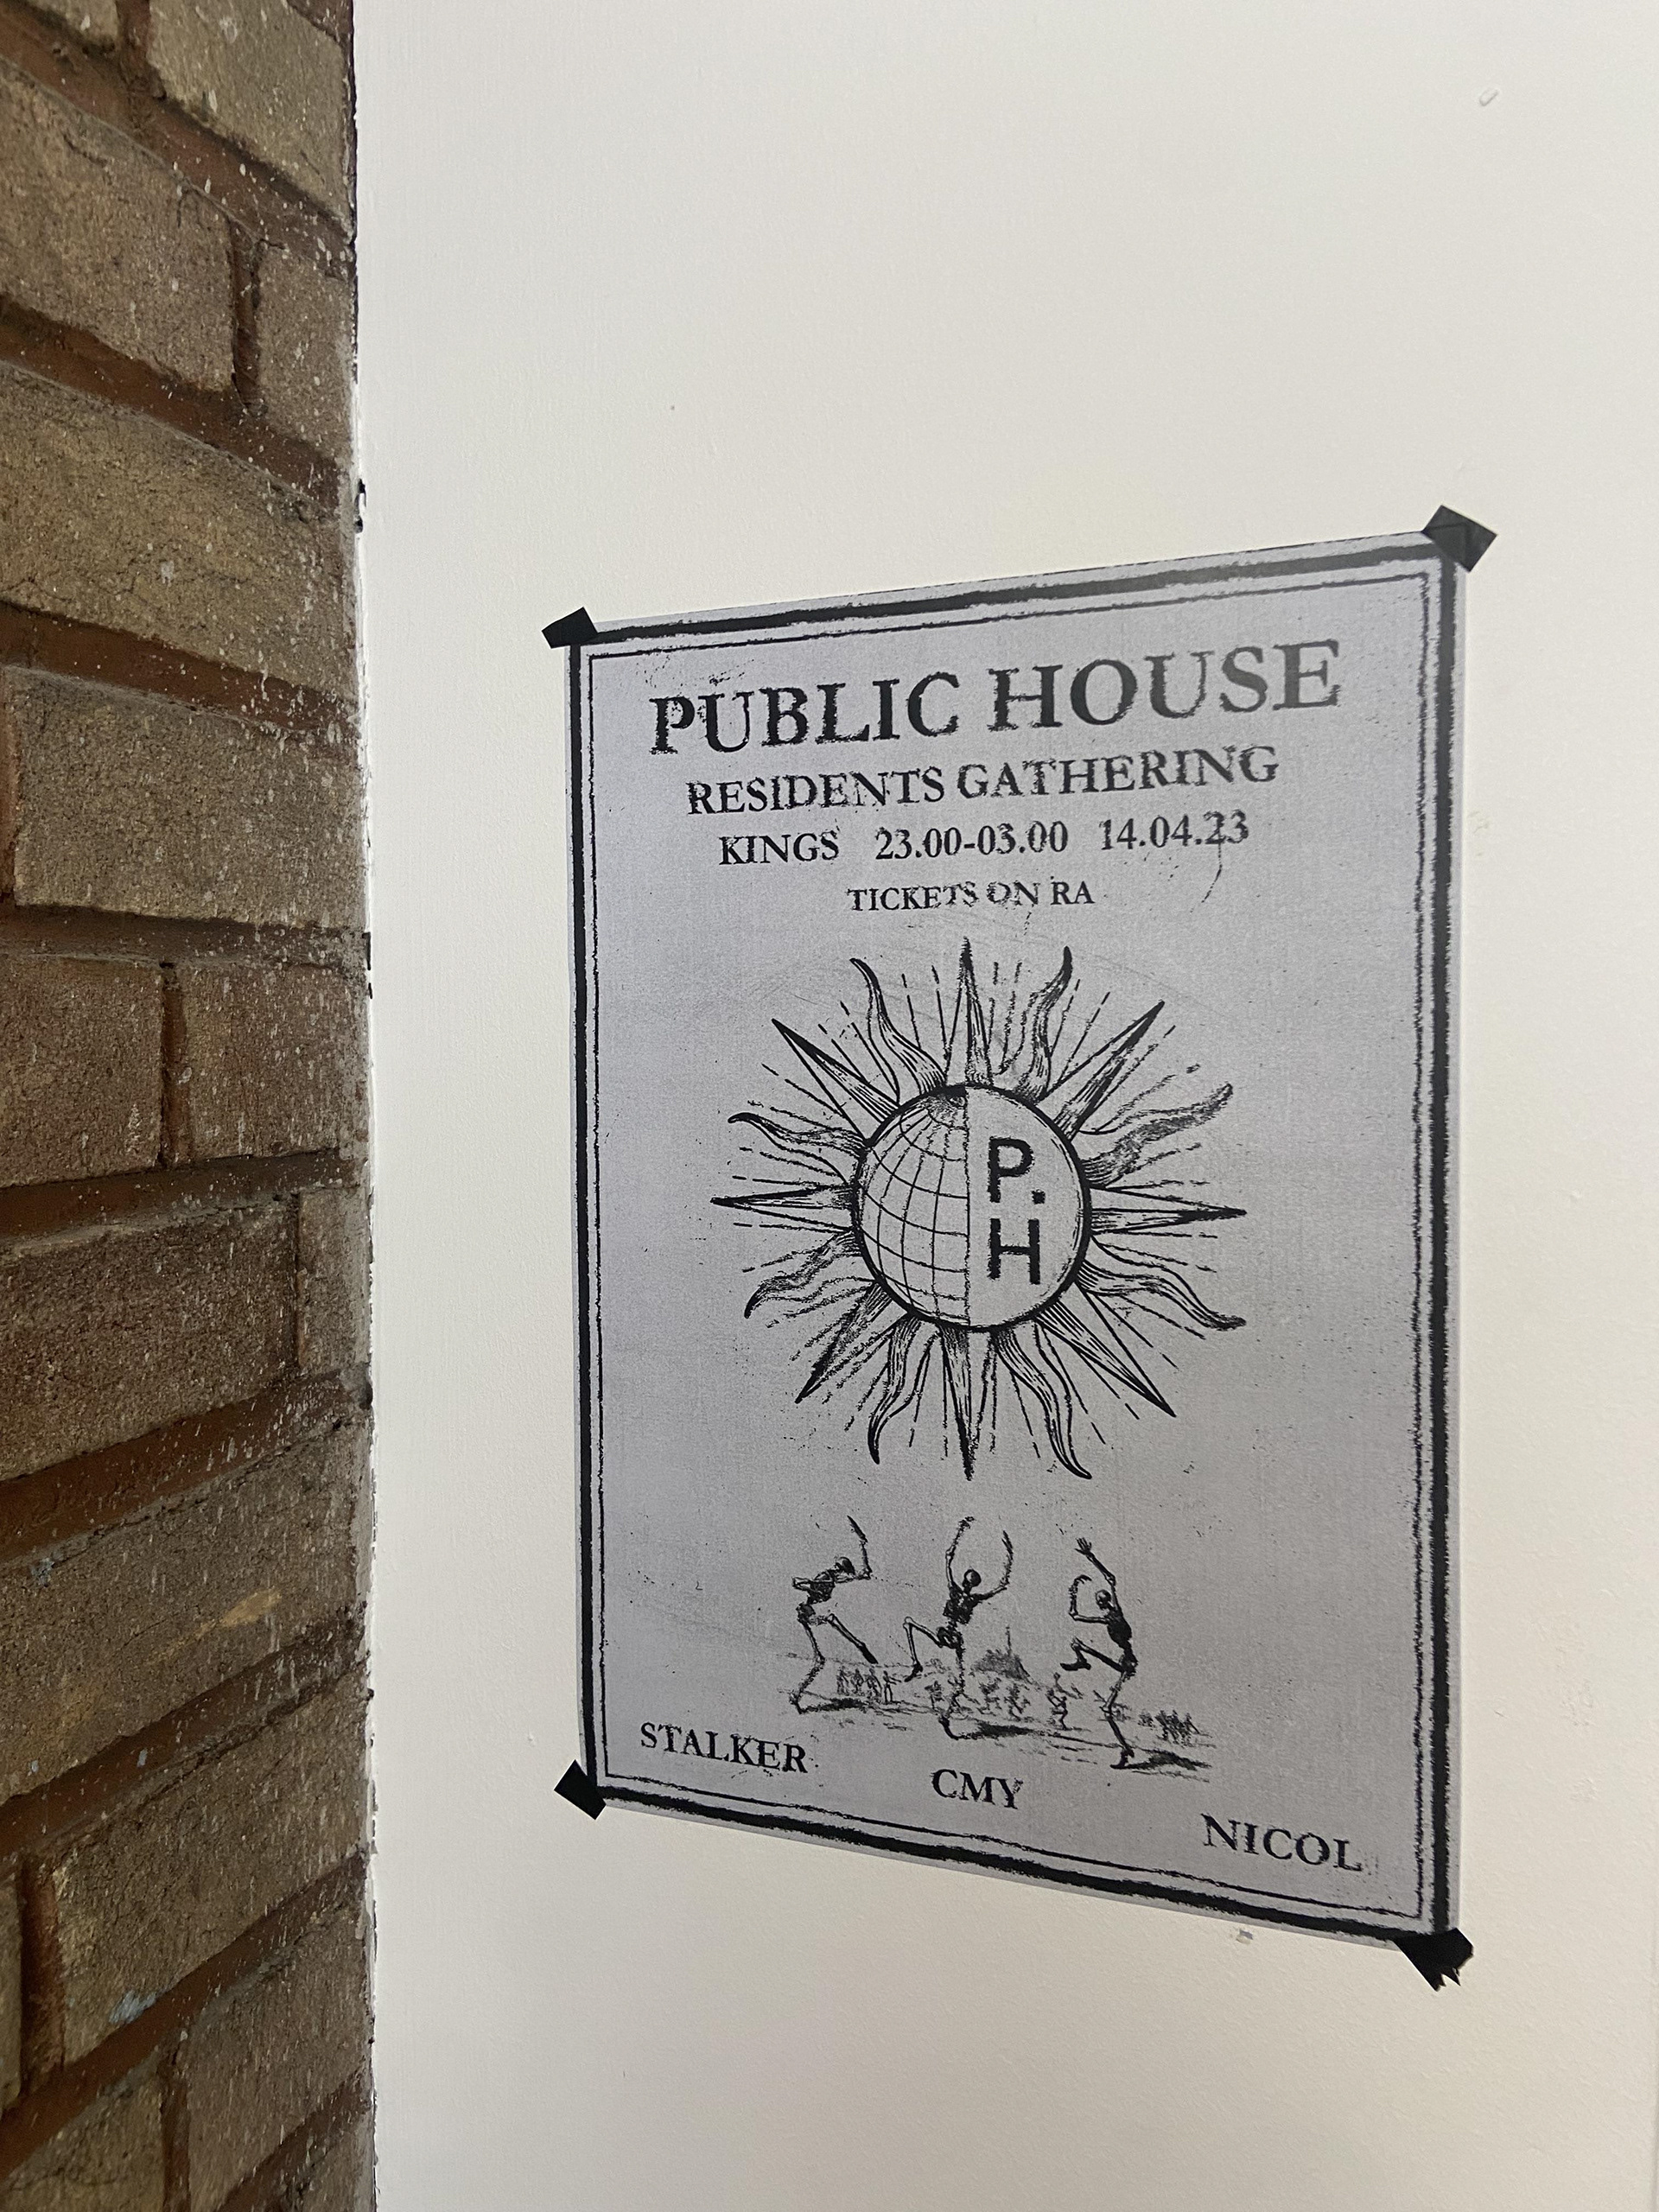 PUBLIC HOUSE
RESIDENTS GATHERING
KINGS 23.00-03.00 14.04.23
TICKETS ON RA
P.
H
STALKER
CMY
NICOL